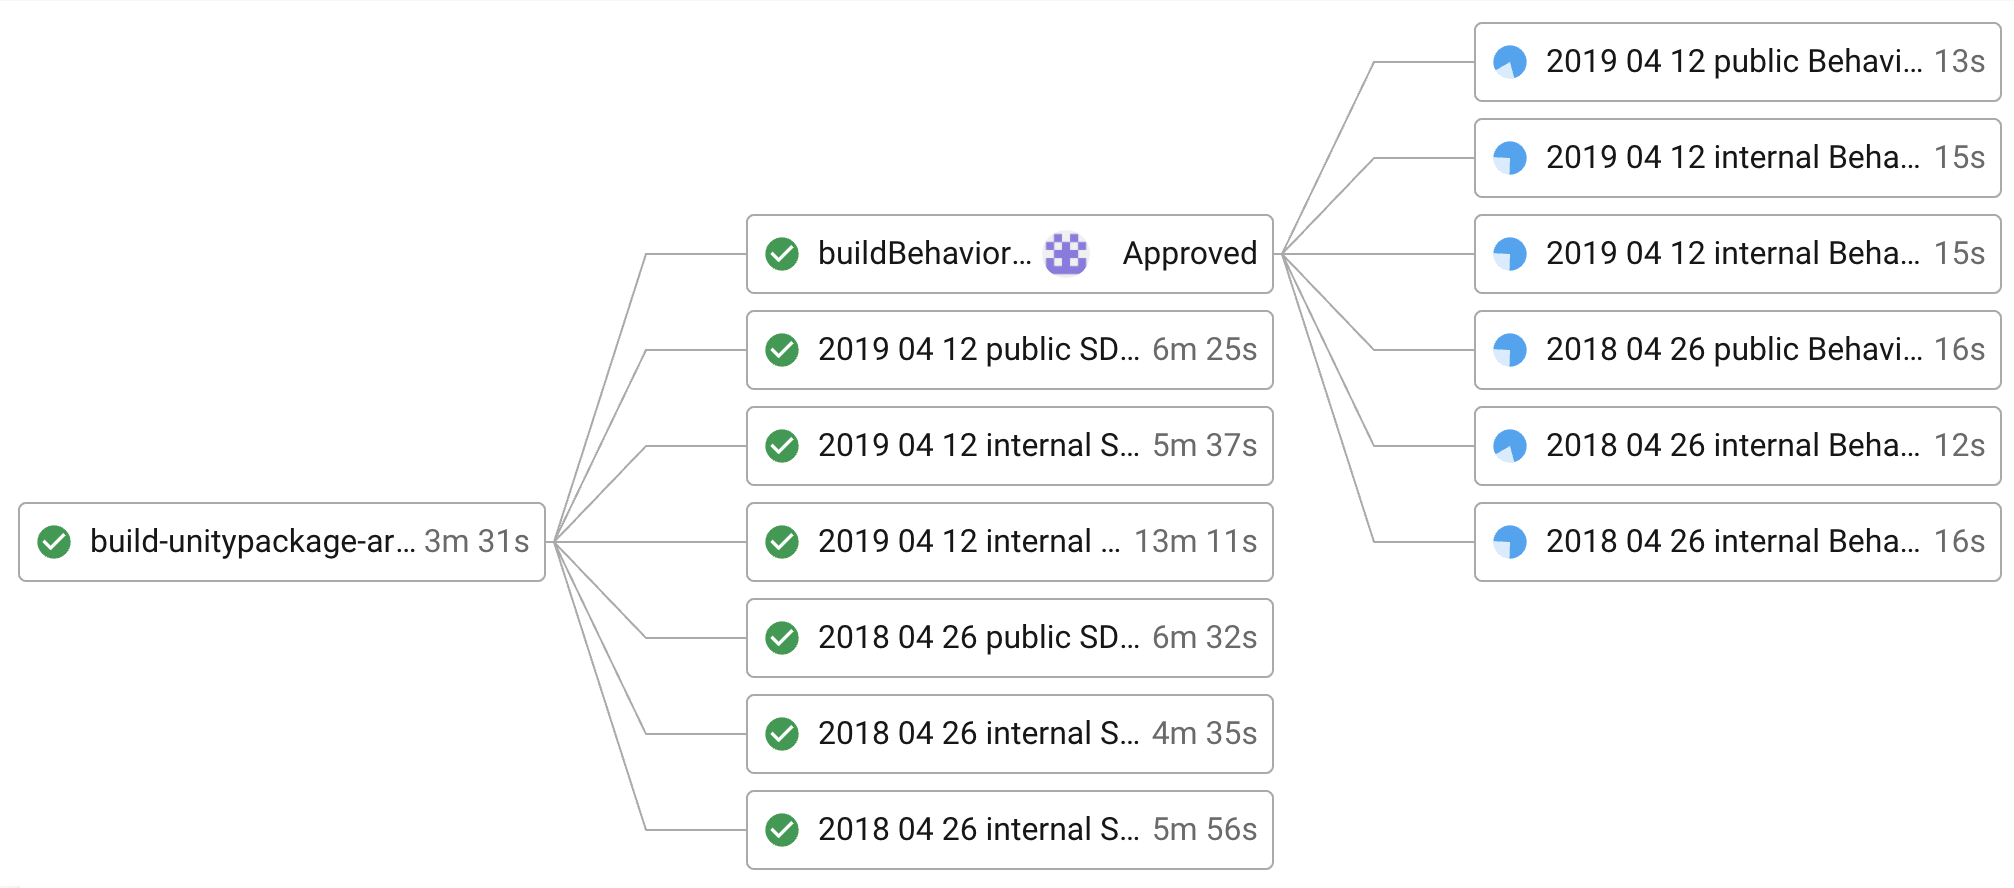 build-unitypackage-ar... 3m 31s
buildBehavior... Approved
2019 04 12 public SD... 6m 25s
2019 04 12 internal S... 5m 37s
2019 04 12 internal ... 13m 11s
2018 04 26 public SD... 6m 32s
2018 04 26 internal S... 4m 35s
2018 04 26 internal S... 5m 56s
2019 04 12 public Behavi... 13s
2019 04 12 internal Beha... 15s
2019 04 12 internal Beha... 15s
2018 04 26 public Behavi... 16s
2018 04 26 internal Beha... 12s
2018 04 26 internal Beha... 16s